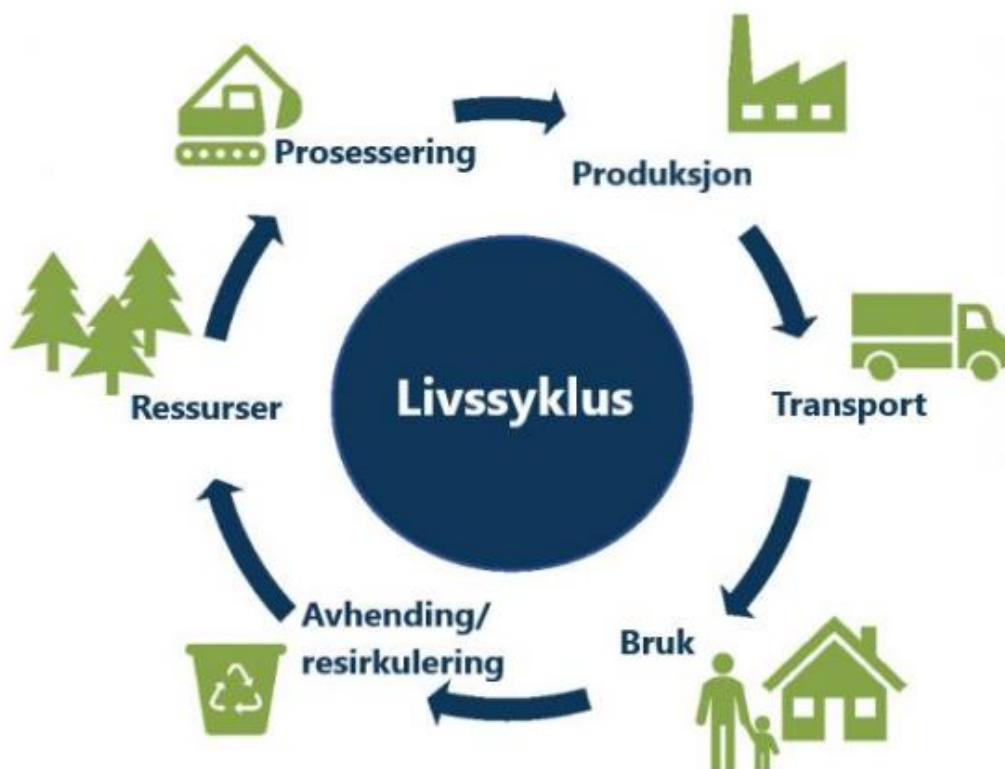 Prosessering
Produksjon
Ressurser
Livssyklus
Transport
Avhending/
resirkulering
Bruk